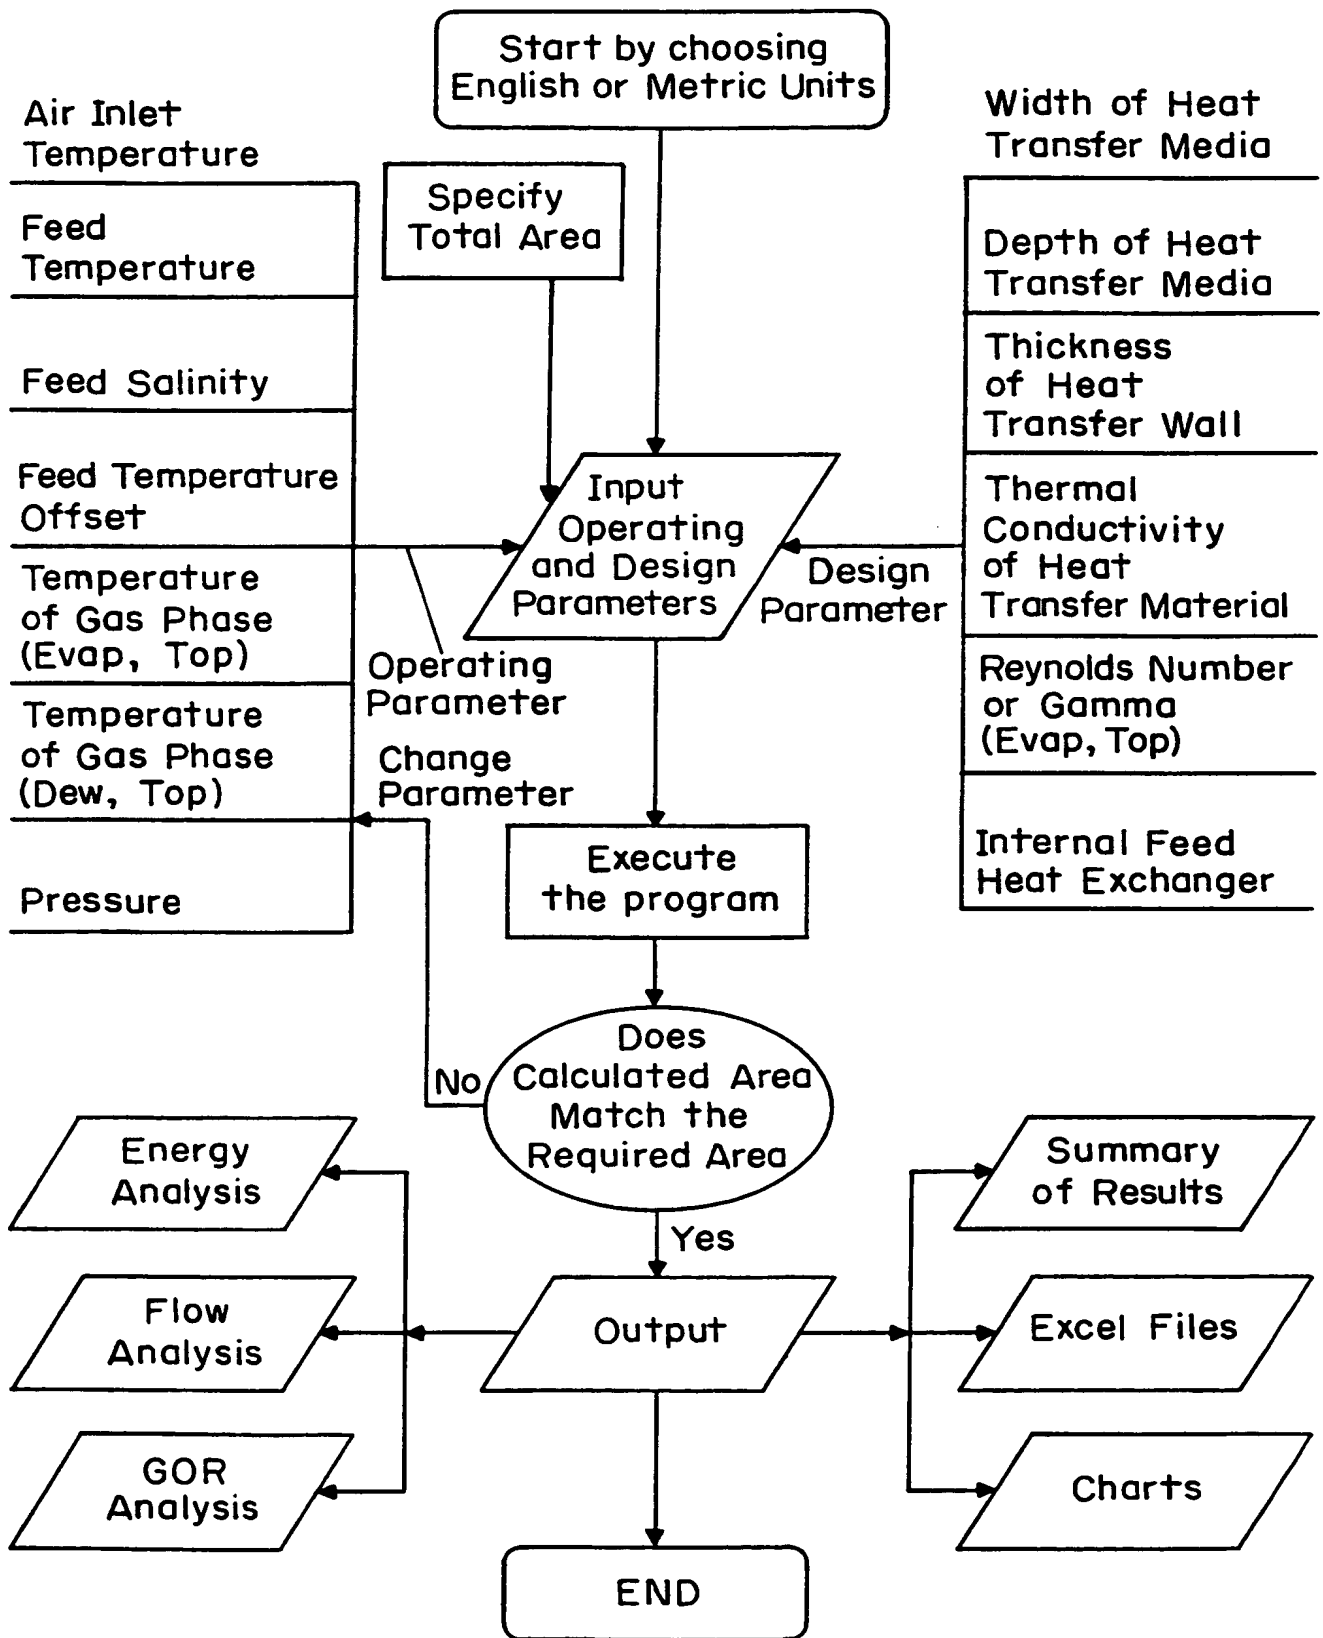 Start by choosing
English or Metric Units
Air Inlet
Temperature
Feed
Temperature
Feed Salinity
Feed Temperature
Offset
Temperature
of Gas Phase
(Evap, Top)
Temperature
of Gas Phase
(Dew, Top)
Pressure
Specify
Total Area
Width of Heat
Transfer Media
Depth of Heat
Transfer Media
Thickness
of Heat
Transfer Wall
Thermal
Conductivity
of Heat
Transfer Material
Reynolds Number
or Gamma
(Evap, Top)
Internal Feed
Heat Exchanger
Input
Operating
and Design
Parameters
Design
Parameter
Operating
Parameter
Change
Parameter
Execute
the program
Does
Calculated Area
Match the
Required Area
No
Yes
Energy
Analysis
Flow
Analysis
GOR
Analysis
Output
Summary
of Results
Excel Files
Charts
END